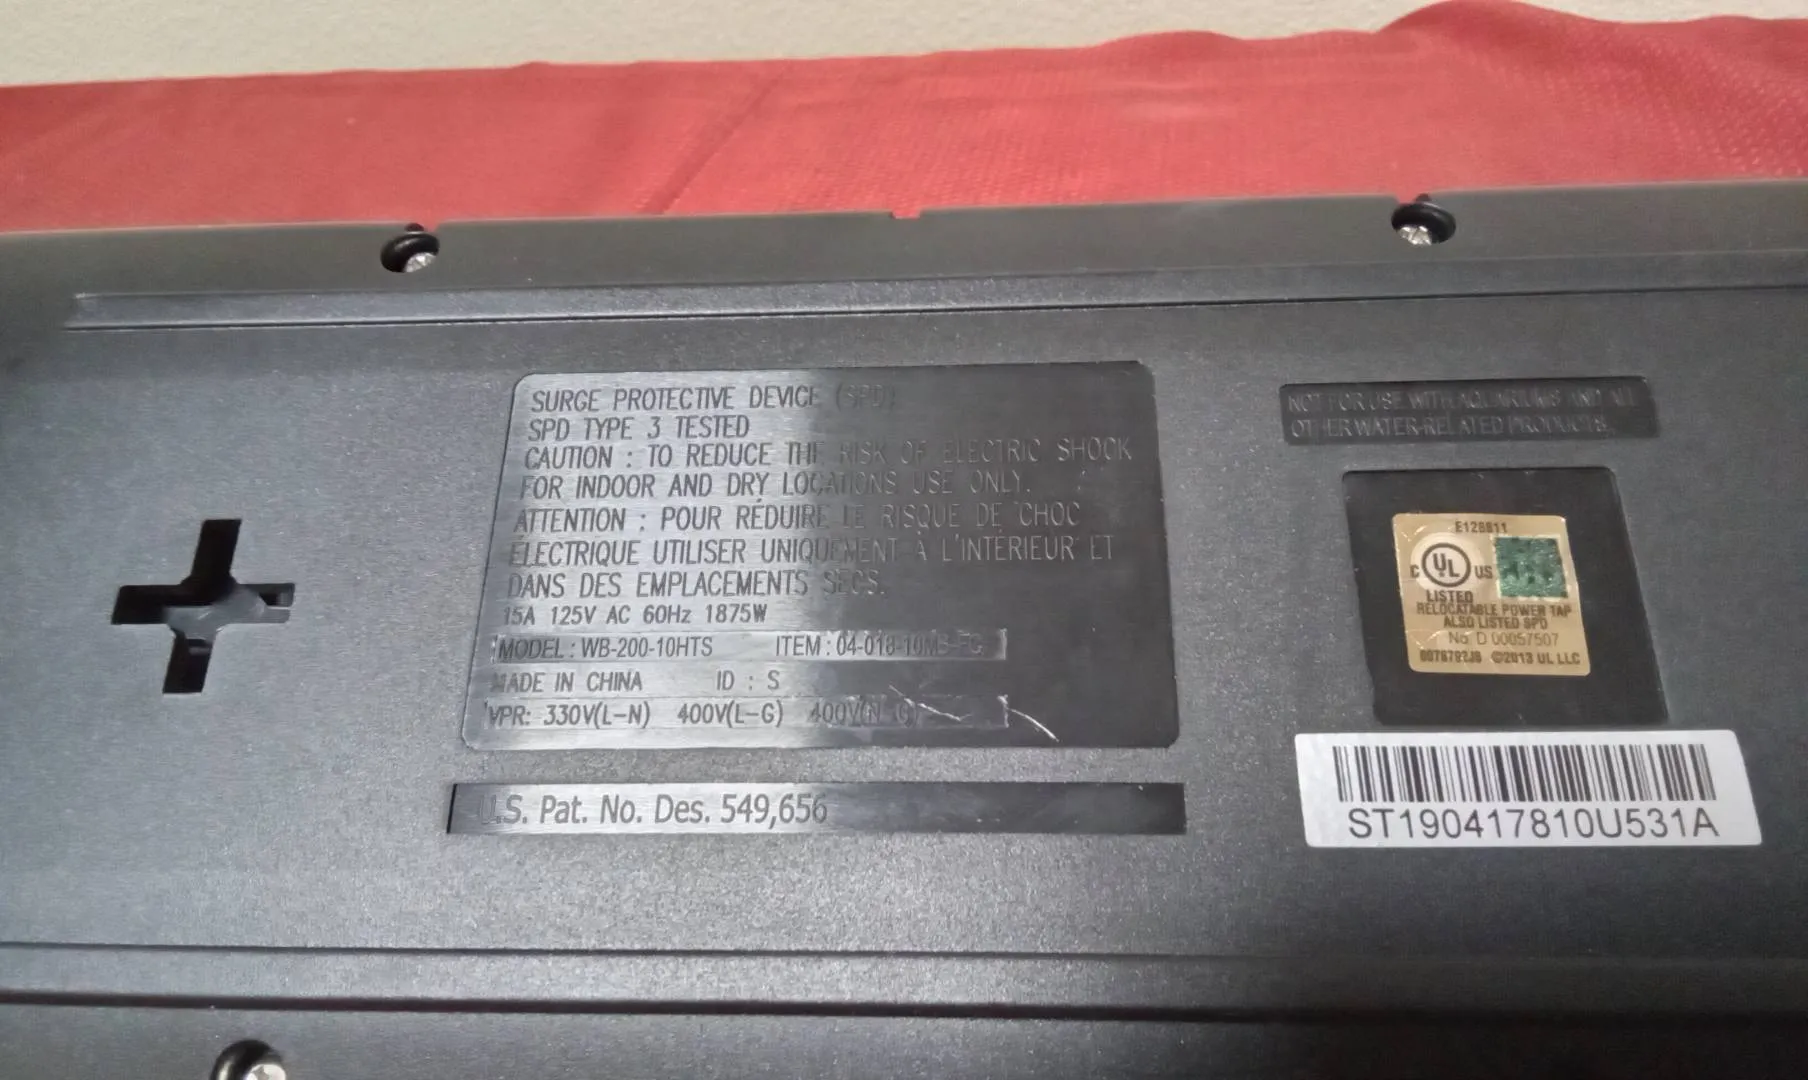 SURGE PROTECTIVE DEVICE (SPD)
SPD TYPE 3 TESTED
CAUTION : TO REDUCE THE RISK OF ELECTRIC SHOCK
FOR INDOOR AND DRY LOCATIONS USE ONLY.
ATTENTION : POUR RÉDUIRE LE RISQUE DE CHOC
ÉLECTRIQUE UTILISER UNIQUEMENT À L'INTÉRIEUR ET
DANS DES EMPLACEMENTS SECS.
15A 125V AC 60Hz 1875W
MODEL : WB-200-10HTS ITEM :
MADE IN CHINA ID : S
VPR: 330V(L-N) 400V(L-G) 400V(N-G)
U.S. Pat. No. Des. 549,656
NOT FOR USE WITH AQUARIUMS AND ALL
OTHER WATER-RELATED PRODUCTS.
E128811
C UL US
LISTED
RELOCATABLE POWER TAP
ALSO LISTED SPD
No. D 00057507
©2013 UL LLC
ST190417810U531A